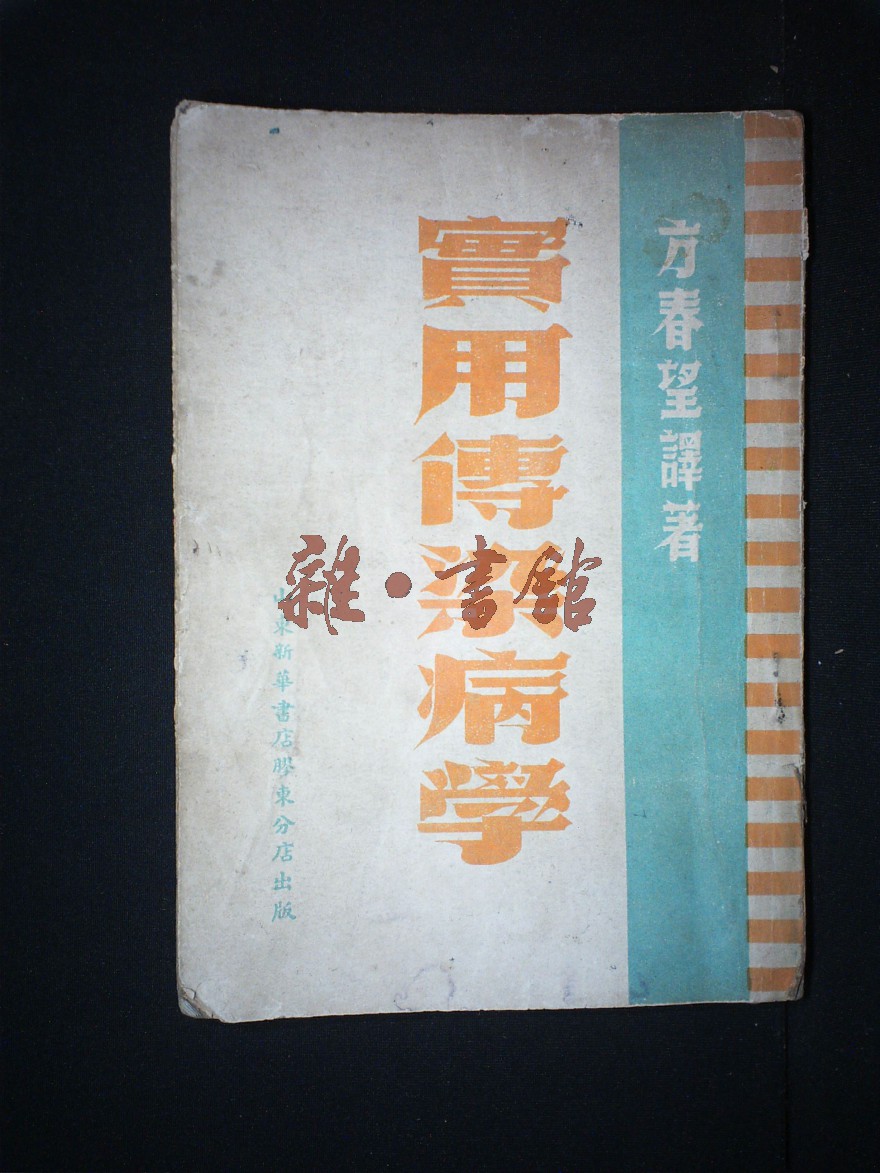 方春望譯著
實用傳染病學
山東新華書店膠東分店出版
雜·書館